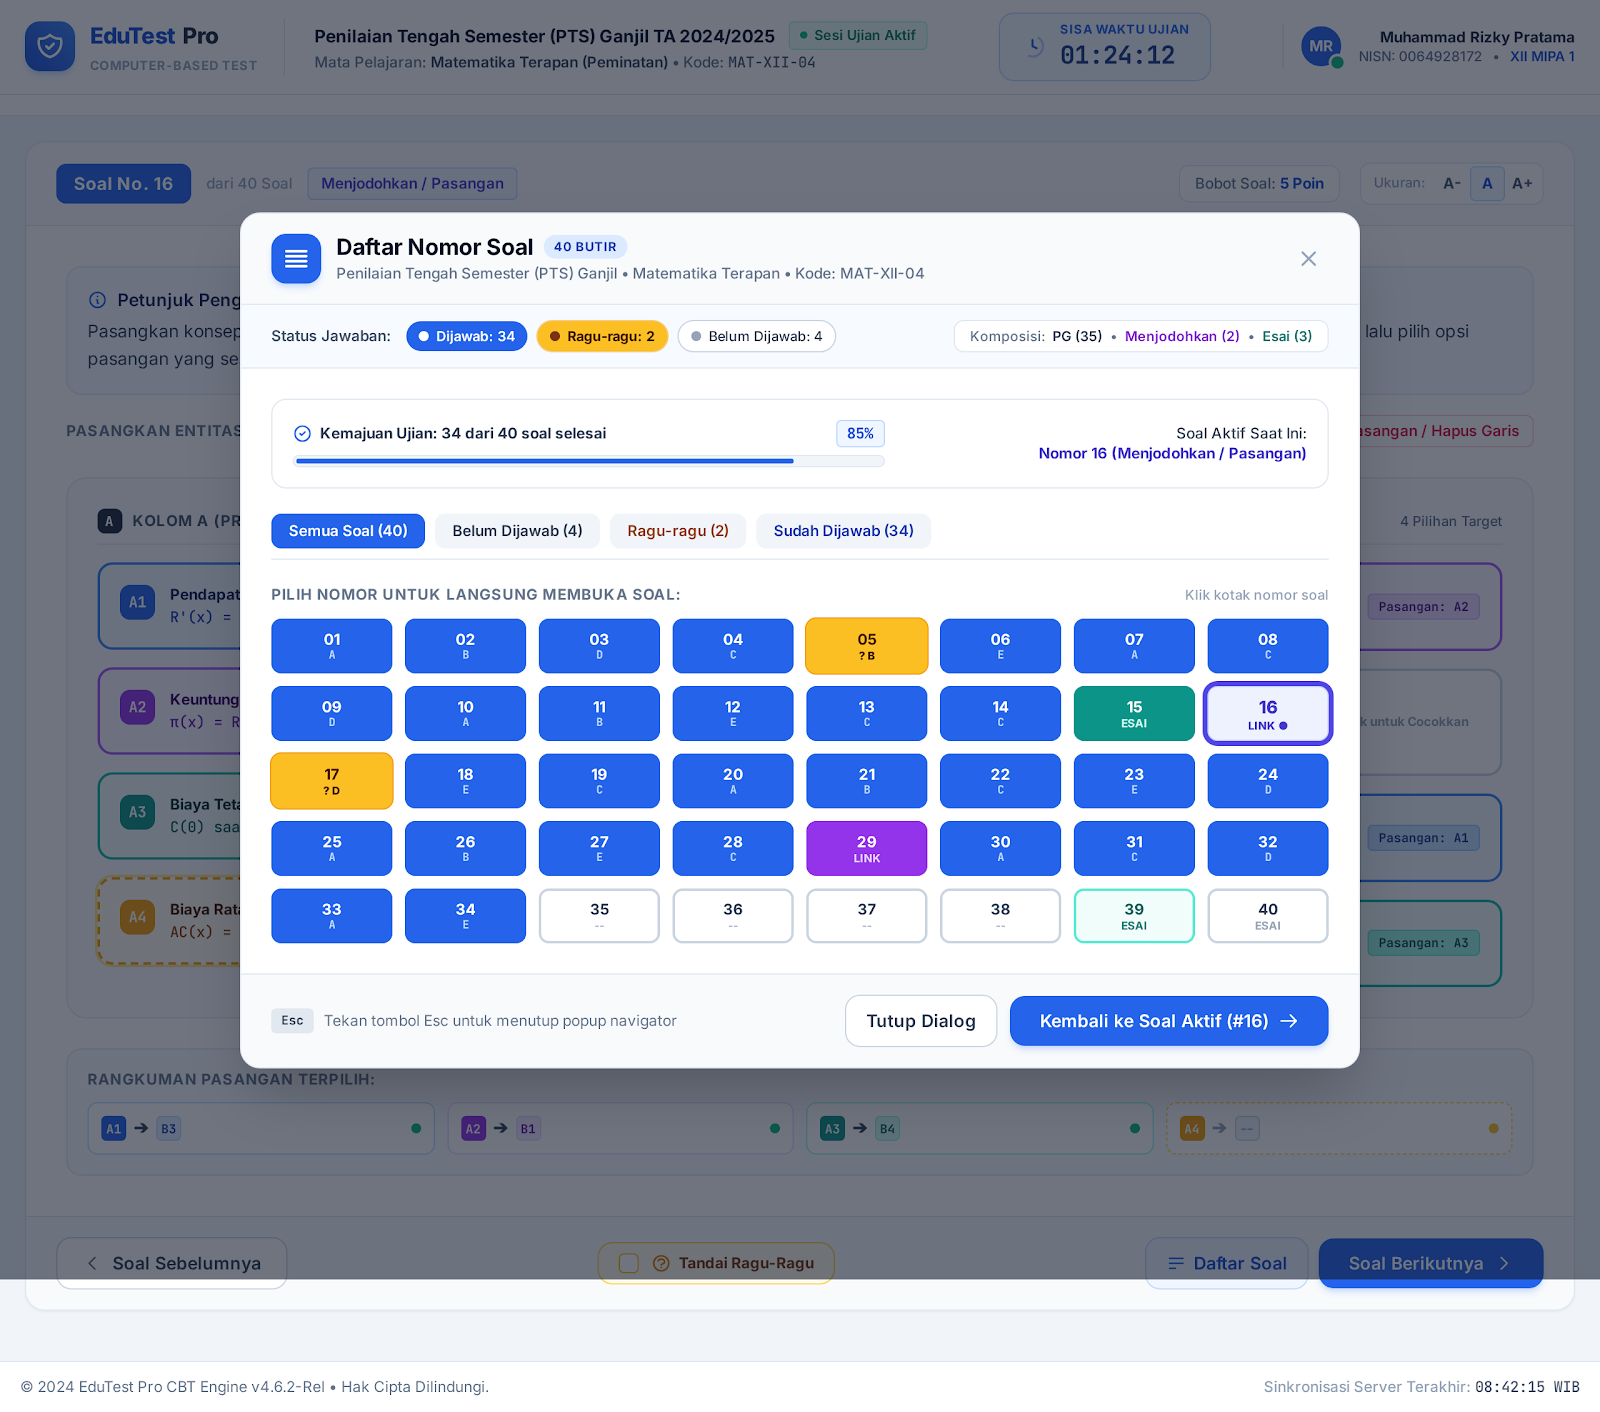 EduTest Pro
COMPUTER-BASED TEST
Penilaian Tengah Semester (PTS) Ganjil TA 2024/2025
Sesi Ujian Aktif
Mata Pelajaran: Matematika Terapan (Peminatan) • Kode: MAT-XII-04
SISA WAKTU UJIAN
01:24:12
MR
Muhammad Rizky Pratama
NISN: 0064928172 • XII MIPA 1
Soal No. 16
dari 40 Soal
Menjodohkan / Pasangan
Bobot Soal: 5 Poin
Ukuran: A- A A+
Daftar Nomor Soal
40 BUTIR
Penilaian Tengah Semester (PTS) Ganjil • Matematika Terapan • Kode: MAT-XII-04
Petunjuk Peng
Pasangkan konsep
lalu pilih opsi
pasangan yang se
Status Jawaban:
Dijawab: 34
Ragu-ragu: 2
Belum Dijawab: 4
Komposisi: PG (35) • Menjodohkan (2) • Esai (3)
PASANGKAN ENTITAS
asangan / Hapus Garis
Kemajuan Ujian: 34 dari 40 soal selesai
85%
Soal Aktif Saat Ini:
Nomor 16 (Menjodohkan / Pasangan)
A KOLOM A (PR
4 Pilihan Target
Semua Soal (40)
Belum Dijawab (4)
Ragu-ragu (2)
Sudah Dijawab (34)
PILIH NOMOR UNTUK LANGSUNG MEMBUKA SOAL:
Klik kotak nomor soal
A1
Pendapat
R'(x) =
Pasangan: A2
01 02 03 04 05 06 07 08
A B D C ? B E A C
A2
Keuntung
π(x) = R
k untuk Cocokkan
09 10 11 12 13 14 15 16
D A B E C C ESAI LINK ●
A3
Biaya Teta
C(0) saa
Pasangan: A1
17 18 19 20 21 22 23 24
? D E C A B C E D
25 26 27 28 29 30 31 32
A B E C LINK A C D
A4
Biaya Rata
AC(x) =
Pasangan: A3
33 34 35 36 37 38 39 40
A E -- -- -- -- ESAI ESAI
Esc Tekan tombol Esc untuk menutup popup navigator
Tutup Dialog
Kembali ke Soal Aktif (#16) →
RANGKUMAN PASANGAN TERPILIH:
A1 → B3
A2 → B1
A3 → B4
A4 → --
Soal Sebelumnya
Tandai Ragu-Ragu
Daftar Soal
Soal Berikutnya
© 2024 EduTest Pro CBT Engine v4.6.2-Rel • Hak Cipta Dilindungi.
Sinkronisasi Server Terakhir: 08:42:15 WIB